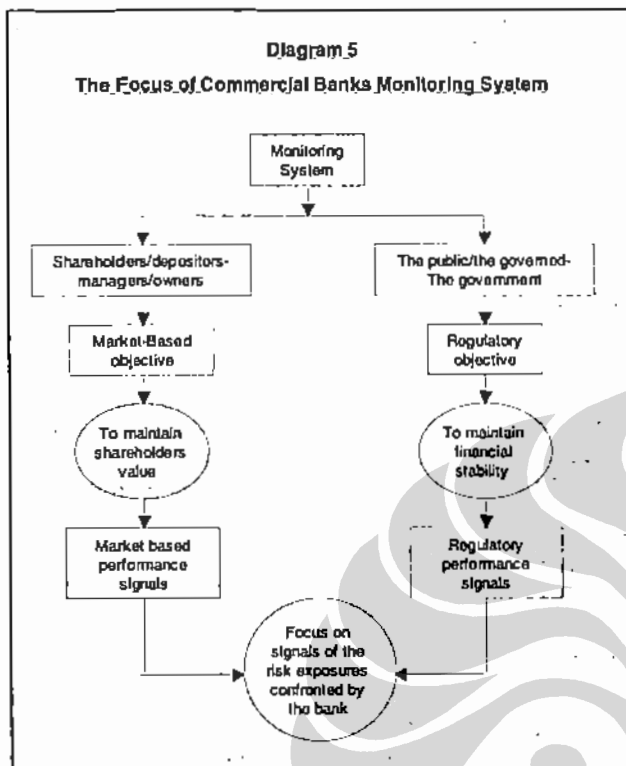 Diagram 5
The Focus of Commercial Banks Monitoring System
Monitoring
System
Shareholders/depositors-
managers/owners
The public/the governed-
The government
Market-Based
objective
Regulatory
objective
To maintain
shareholders
value
To maintain
financial
stability
Market based
performance
signals
Regulatory
performance
signals
Focus on
signals of the
risk exposures
confronted by
the bank